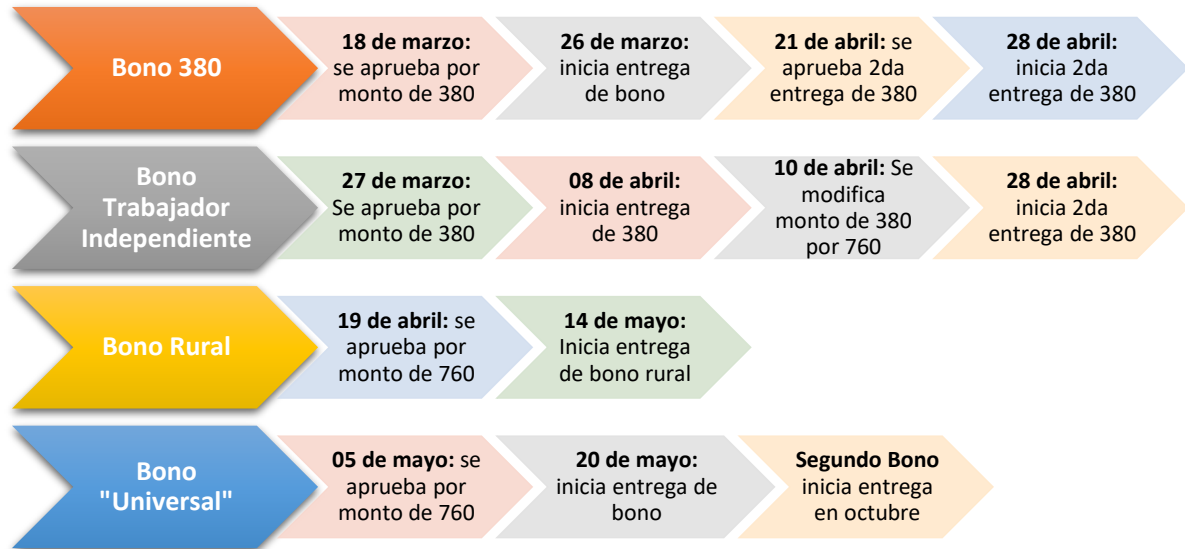 Bono 380
18 de marzo:
se aprueba por
monto de 380
26 de marzo:
inicia entrega
de bono
21 de abril: se
aprueba 2da
entrega de 380
28 de abril:
inicia 2da
entrega de 380
Bono
Trabajador
Independiente
27 de marzo:
Se aprueba por
monto de 380
08 de abril:
inicia entrega
de 380
10 de abril: Se
modifica
monto de 380
por 760
28 de abril:
inicia 2da
entrega de 380
Bono Rural
19 de abril: se
aprueba por
monto de 760
14 de mayo:
Inicia entrega
de bono rural
Bono
"Universal"
05 de mayo: se
aprueba por
monto de 760
20 de mayo:
inicia entrega de
bono
Segundo Bono
inicia entrega
en octubre